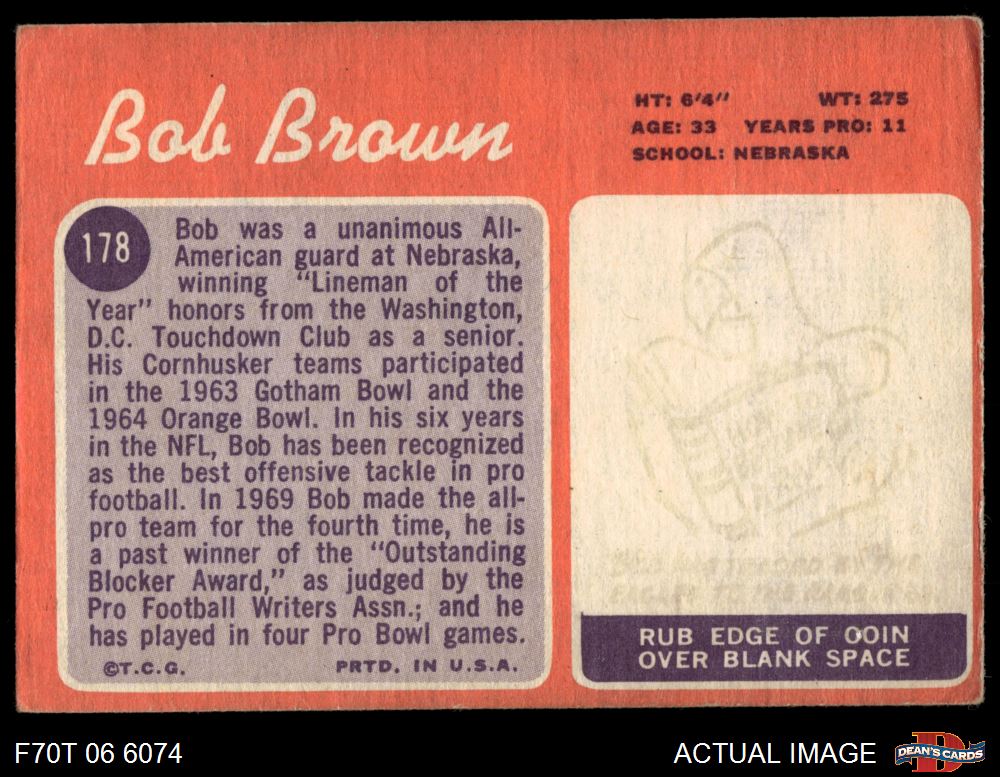 Bob Brown
HT: 6'4" WT: 275
AGE: 33 YEARS PRO: 11
SCHOOL: NEBRASKA
178
Bob was a unanimous All-
American guard at Nebraska,
winning "Lineman of the
Year" honors from the Washington,
D.C. Touchdown Club as a senior.
His Cornhusker teams participated
in the 1963 Gotham Bowl and the
1964 Orange Bowl. In his six years
in the NFL, Bob has been recognized
as the best offensive tackle in pro
football. In 1969 Bob made the all-
pro team for the fourth time, he is
a past winner of the "Outstanding
Blocker Award," as judged by the
Pro Football Writers Assn.; and he
has played in four Pro Bowl games.
©T.C.G. PRTD. IN U.S.A.
RUB EDGE OF COIN
OVER BLANK SPACE
F70T 06 6074
ACTUAL IMAGE
DEAN'S CARDS